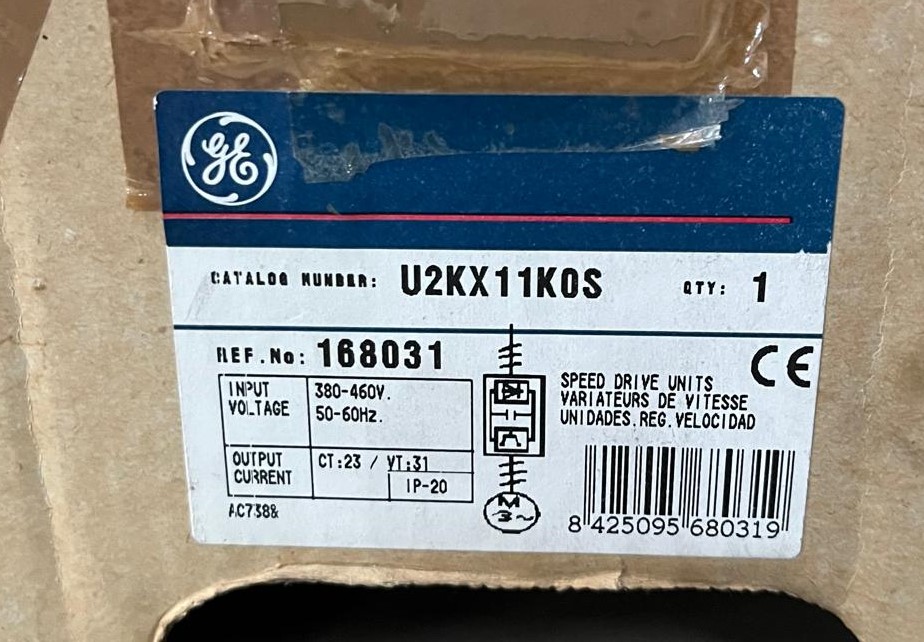 GE
CATALOG NUMBER: U2KX11K0S QTY: 1
REF.No: 168031
CE
INPUT VOLTAGE 380-460V. 50-60Hz.
OUTPUT CURRENT CT:23 / VT:31
IP-20
SPEED DRIVE UNITS
VARIATEURS DE VITESSE
UNIDADES.REG.VELOCIDAD
M
3~
8 425095 680319